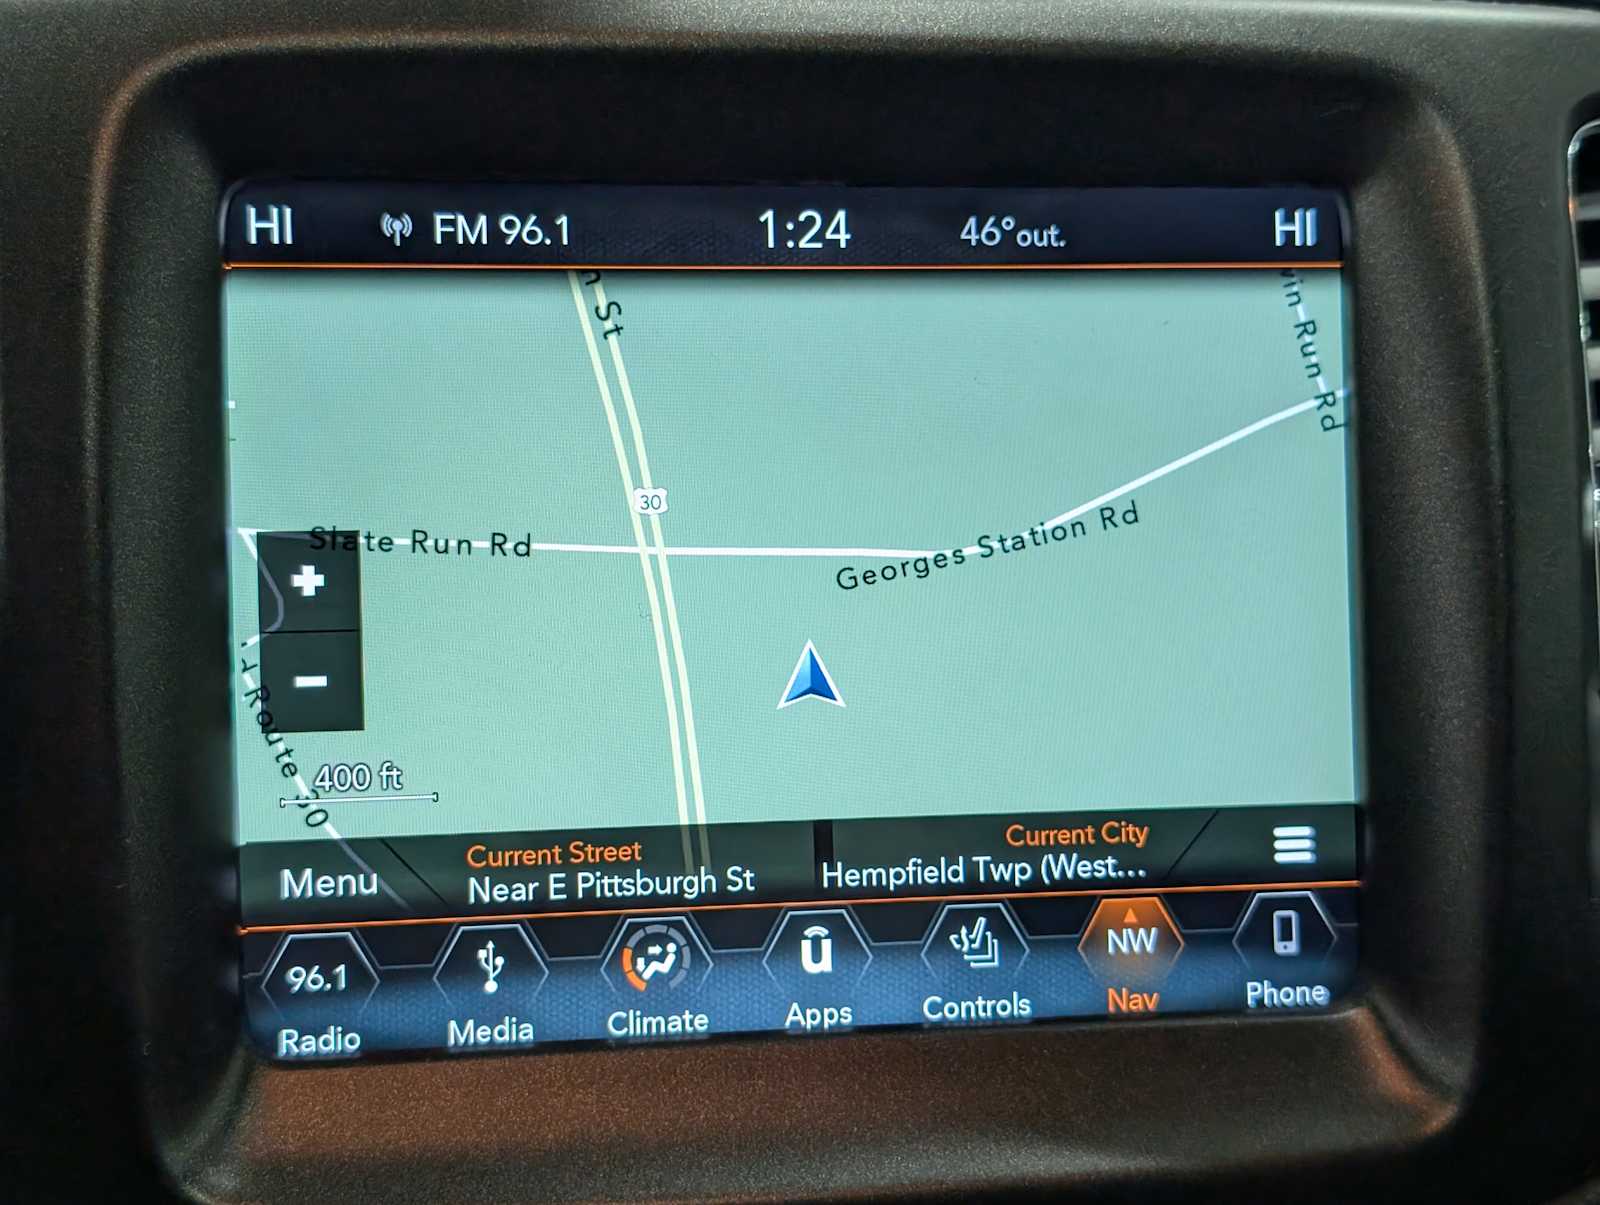 HI FM 96.1 1:24 46°out. HI
St
Run Rd
30
Slate Run Rd
Georges Station Rd
Route
400 ft
Current Street
Near E Pittsburgh St
Current City
Hempfield Twp (West...
Menu
96.1
NW
Radio
Media
Climate
Apps
Controls
Nav
Phone